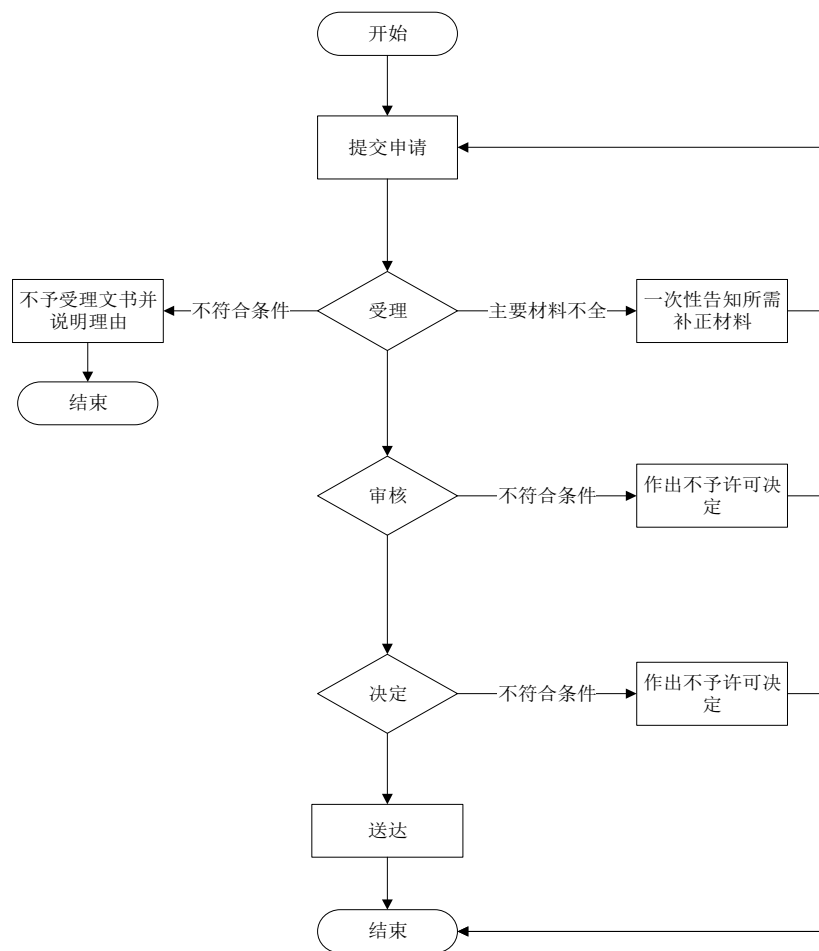 开始
提交申请
不予受理文书并
说明理由
不符合条件
受理
主要材料不全
一次性告知所需
补正材料
结束
审核
不符合条件
作出不予许可决
定
决定
不符合条件
作出不予许可决
定
送达
结束